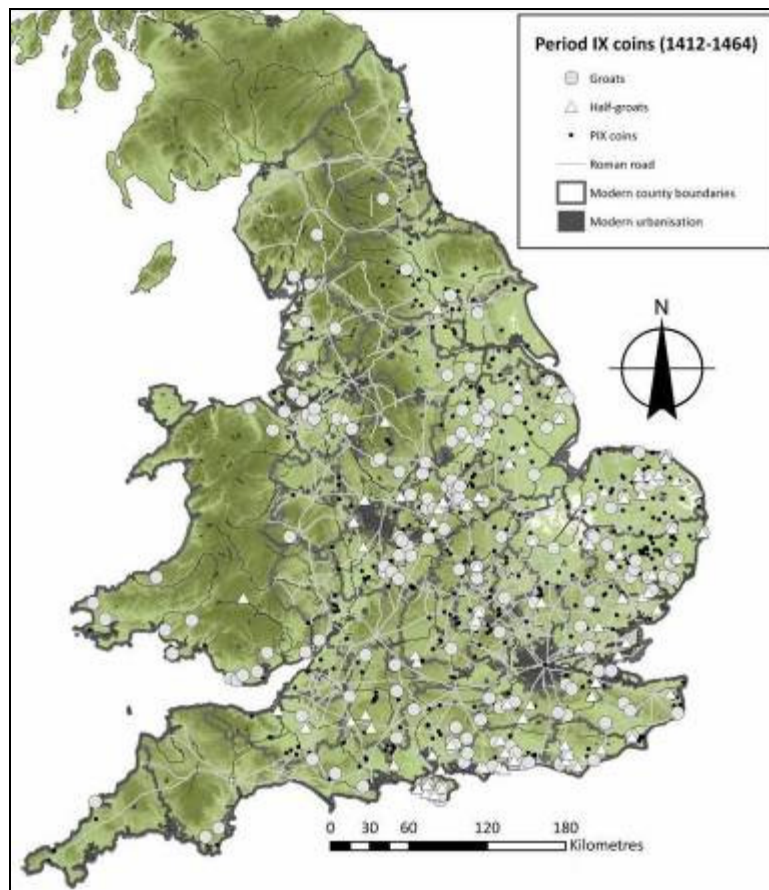 Period IX coins (1412-1464)
Groats
Half-groats
PIX coins
Roman road
Modern county boundaries
Modern urbanisation
N
0 30 60 120 180
Kilometres